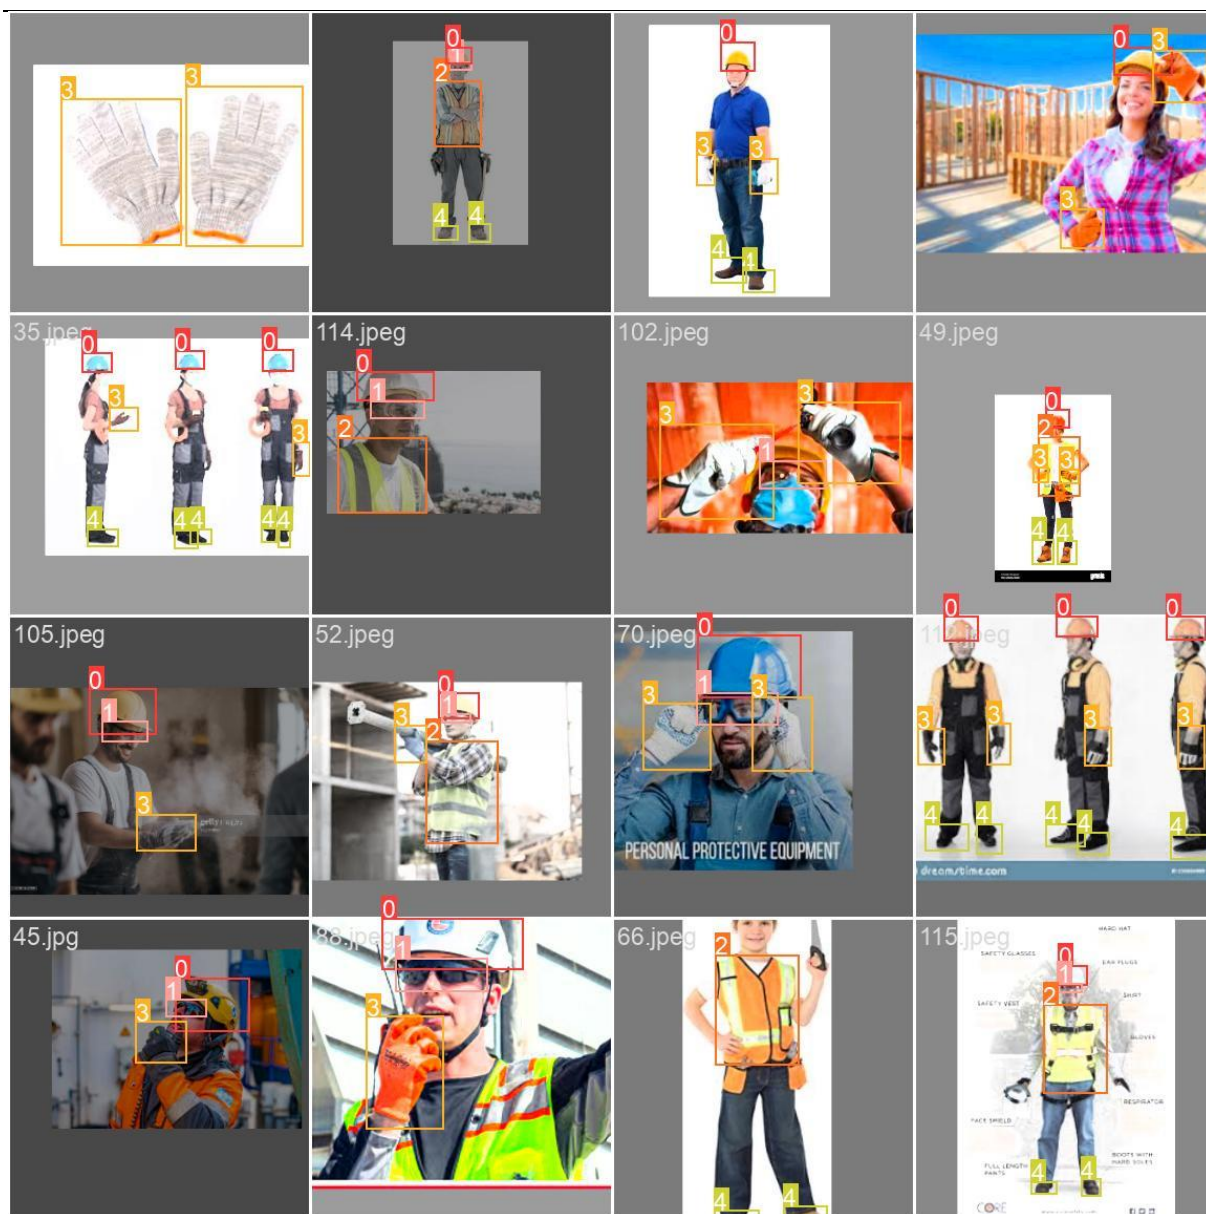 3
3
0
1
2
4
4
0
3
3
4
4
0
3
3
35.jpeg
0
0
0
3
3
4
4
4
4
4
114.jpeg
0
1
2
102.jpeg
3
3
1
49.jpeg
0
2
3
3
4
4
105.jpeg
0
1
3
52.jpeg
0
1
3
2
70.jpeg
0
1
3
3
PERSONAL PROTECTIVE EQUIPMENT
0
0
0
3
3
3
3
4
4
4
4
4
dreamstime.com
45.jpg
0
1
3
88.jpeg
0
1
3
66.jpeg
2
4
4
115.jpeg
HARD HAT
SAFETY GLASSES
EAR PLUGS
0
1
2
SHIRT
SAFETY VEST
GLOVES
RESPIRATOR
FACE SHIELD
BOOTS WITH
HARD SOLES
FULL LENGTH
PANTS
4
4
CORE